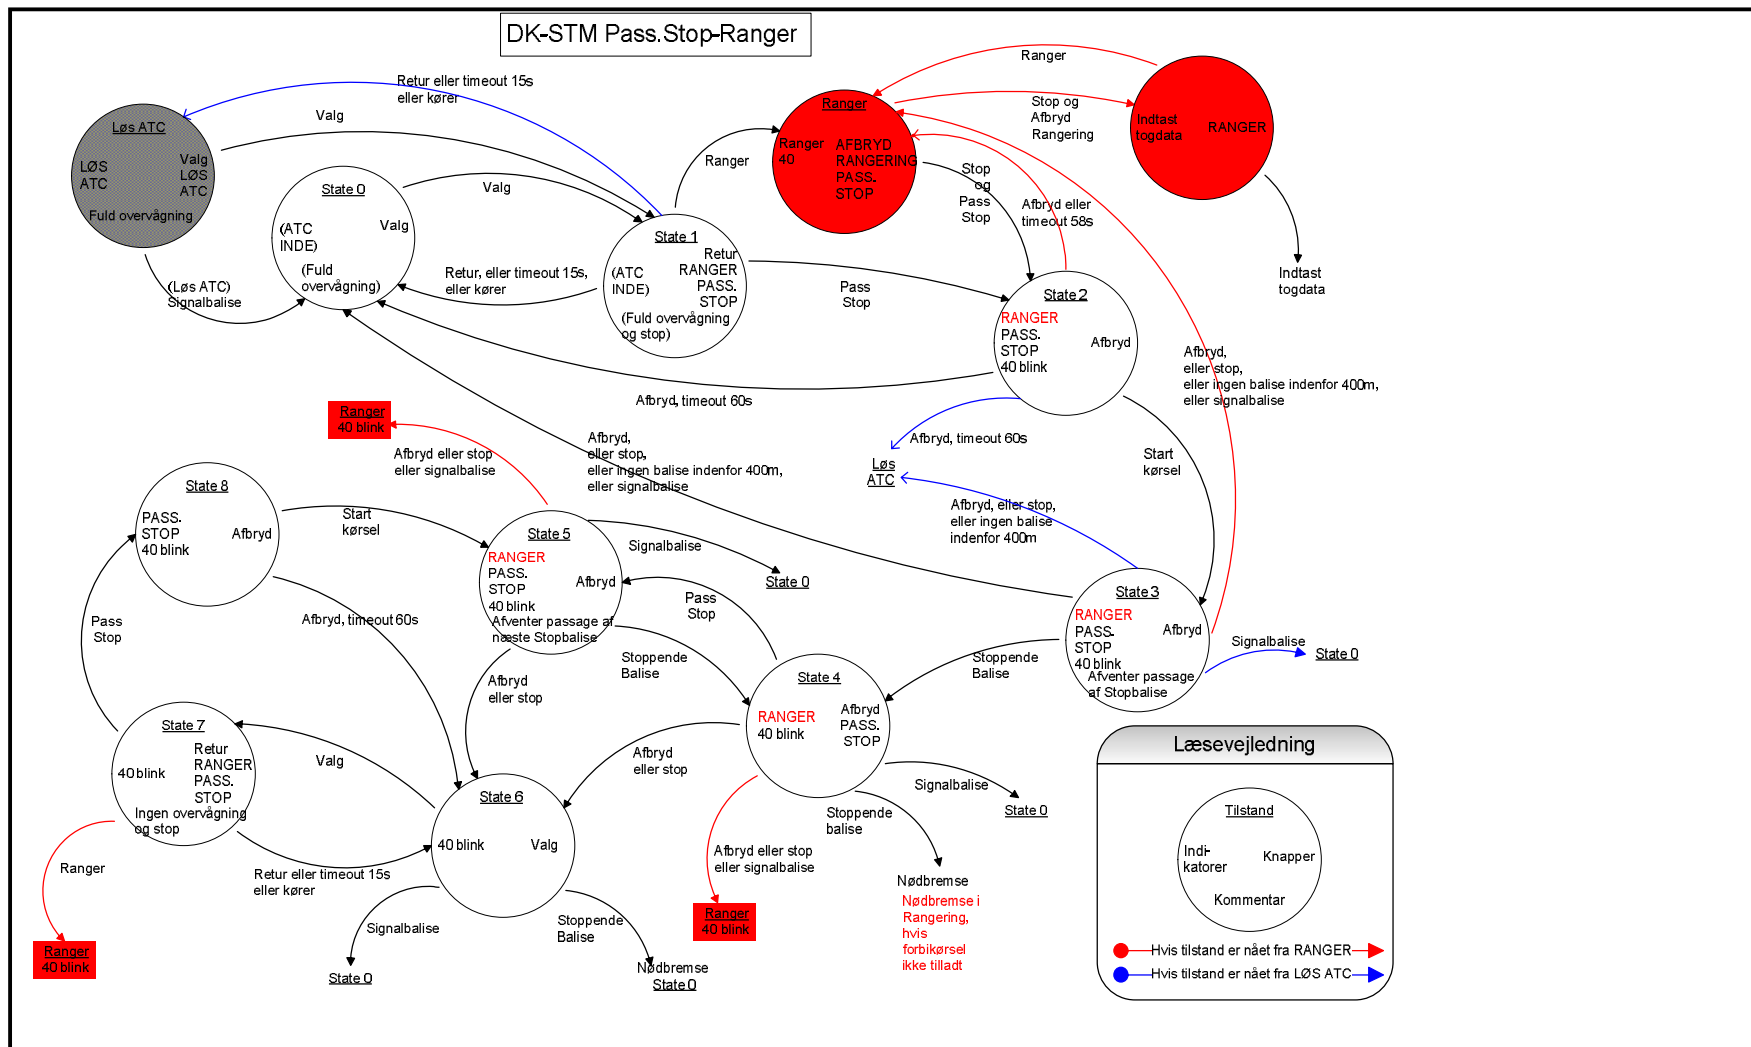 DK-STM Pass.Stop-Ranger
Løs ATC
LØS
ATC
Valg
LØS
ATC
Fuld overvågning
Retur eller timeout 15s
eller kører
Valg
State 0
(ATC
INDE)
Valg
(Fuld
overvågning)
Valg
(Løs ATC)
Signalbalise
Retur, eller timeout 15s,
eller kører
State 1
(ATC
INDE)
Retur
RANGER
PASS.
STOP
(Fuld overvågning
og stop)
Ranger
Ranger
Ranger
40
AFBRYD
RANGERING
PASS.
STOP
Ranger
Stop og
Afbryd
Rangering
Indtast
togdata
RANGER
Indtast
togdata
Stop
og
Pass
Stop
Afbryd eller
timeout 58s
Pass
Stop
State 2
RANGER
PASS.
STOP
40 blink
Afbryd
Afbryd,
eller stop,
eller ingen balise indenfor 400m,
eller signalbalise
Afbryd, timeout 60s
Afbryd, timeout 60s
Løs
ATC
Start
kørsel
Ranger
40 blink
Afbryd eller stop
eller signalbalise
Afbryd,
eller stop,
eller ingen balise indenfor 400m,
eller signalbalise
Afbryd, eller stop,
eller ingen balise
indenfor 400m
State 8
PASS.
STOP
40 blink
Afbryd
Start
kørsel
State 5
RANGER
PASS.
STOP
40 blink
Afbryd
Afventer passage af
næste Stopbalise
Signalbalise
State 0
State 3
RANGER
PASS.
STOP
40 blink
Afbryd
Afventer passage
af Stopbalise
Signalbalise
State 0
Pass
Stop
Afbryd, timeout 60s
Pass
Stop
Stoppende
Balise
Stoppende
Balise
Afbryd
eller stop
State 4
RANGER
40 blink
Afbryd
PASS.
STOP
State 7
40 blink
Retur
RANGER
PASS.
STOP
Ingen overvågning
og stop
Valg
Afbryd
eller stop
Signalbalise
State 0
State 6
40 blink
Valg
Stoppende
balise
Afbryd eller stop
eller signalbalise
Ranger
Retur eller timeout 15s
eller kører
Nødbremse
Nødbremse i
Rangering,
hvis
forbikørsel
ikke tilladt
Ranger
40 blink
Signalbalise
Stoppende
Balise
Ranger
40 blink
State 0
Nødbremse
State 0
Læsevejledning
Tilstand
Indi-
katorer
Knapper
Kommentar
Hvis tilstand er nået fra RANGER
Hvis tilstand er nået fra LØS ATC